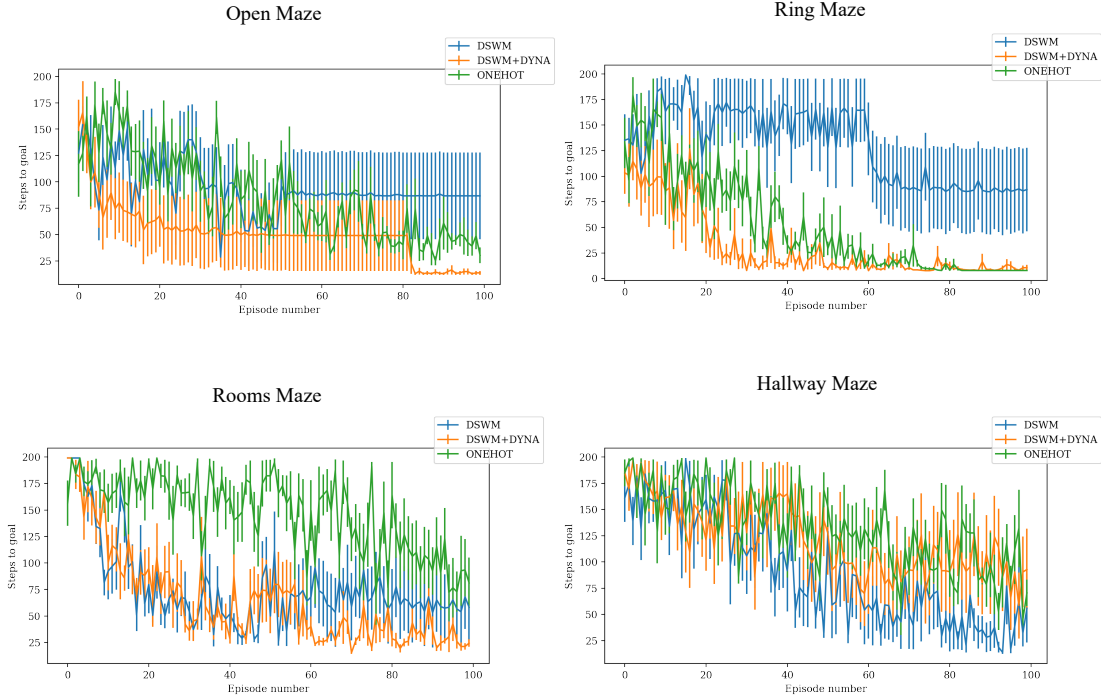 Open Maze
DSWM
DSWM+DYNA
ONEHOT
200
175
150
125
100
75
50
25
Steps to goal
0 20 40 60 80 100
Episode number
Ring Maze
DSWM
DSWM+DYNA
ONEHOT
200
175
150
125
100
75
50
25
0
Steps to goal
0 20 40 60 80 100
Episode number
Rooms Maze
DSWM
DSWM+DYNA
ONEHOT
200
175
150
125
100
75
50
25
Steps to goal
0 20 40 60 80 100
Episode number
Hallway Maze
DSWM
DSWM+DYNA
ONEHOT
200
175
150
125
100
75
50
25
Steps to goal
0 20 40 60 80 100
Episode number